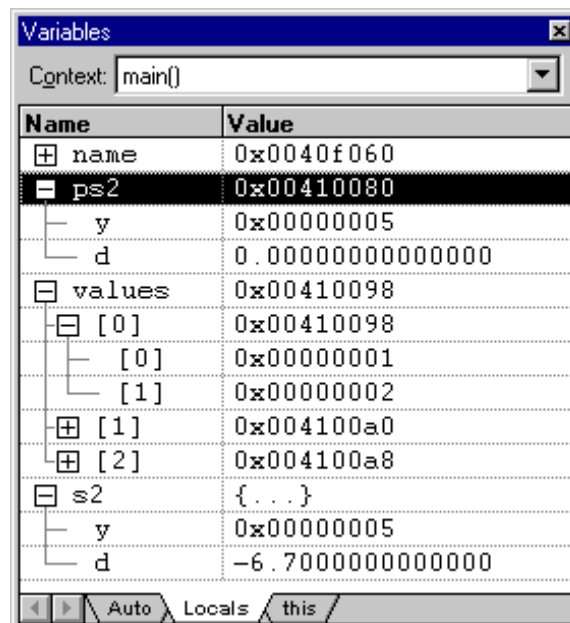 Variables
Context: main()
Name Value
name 0x0040f060
ps2 0x00410080
y 0x00000005
d 0.00000000000000
values 0x00410098
[0] 0x00410098
[0] 0x00000001
[1] 0x00000002
[1] 0x004100a0
[2] 0x004100a8
s2 {...}
y 0x00000005
d -6.7000000000000
Auto Locals this